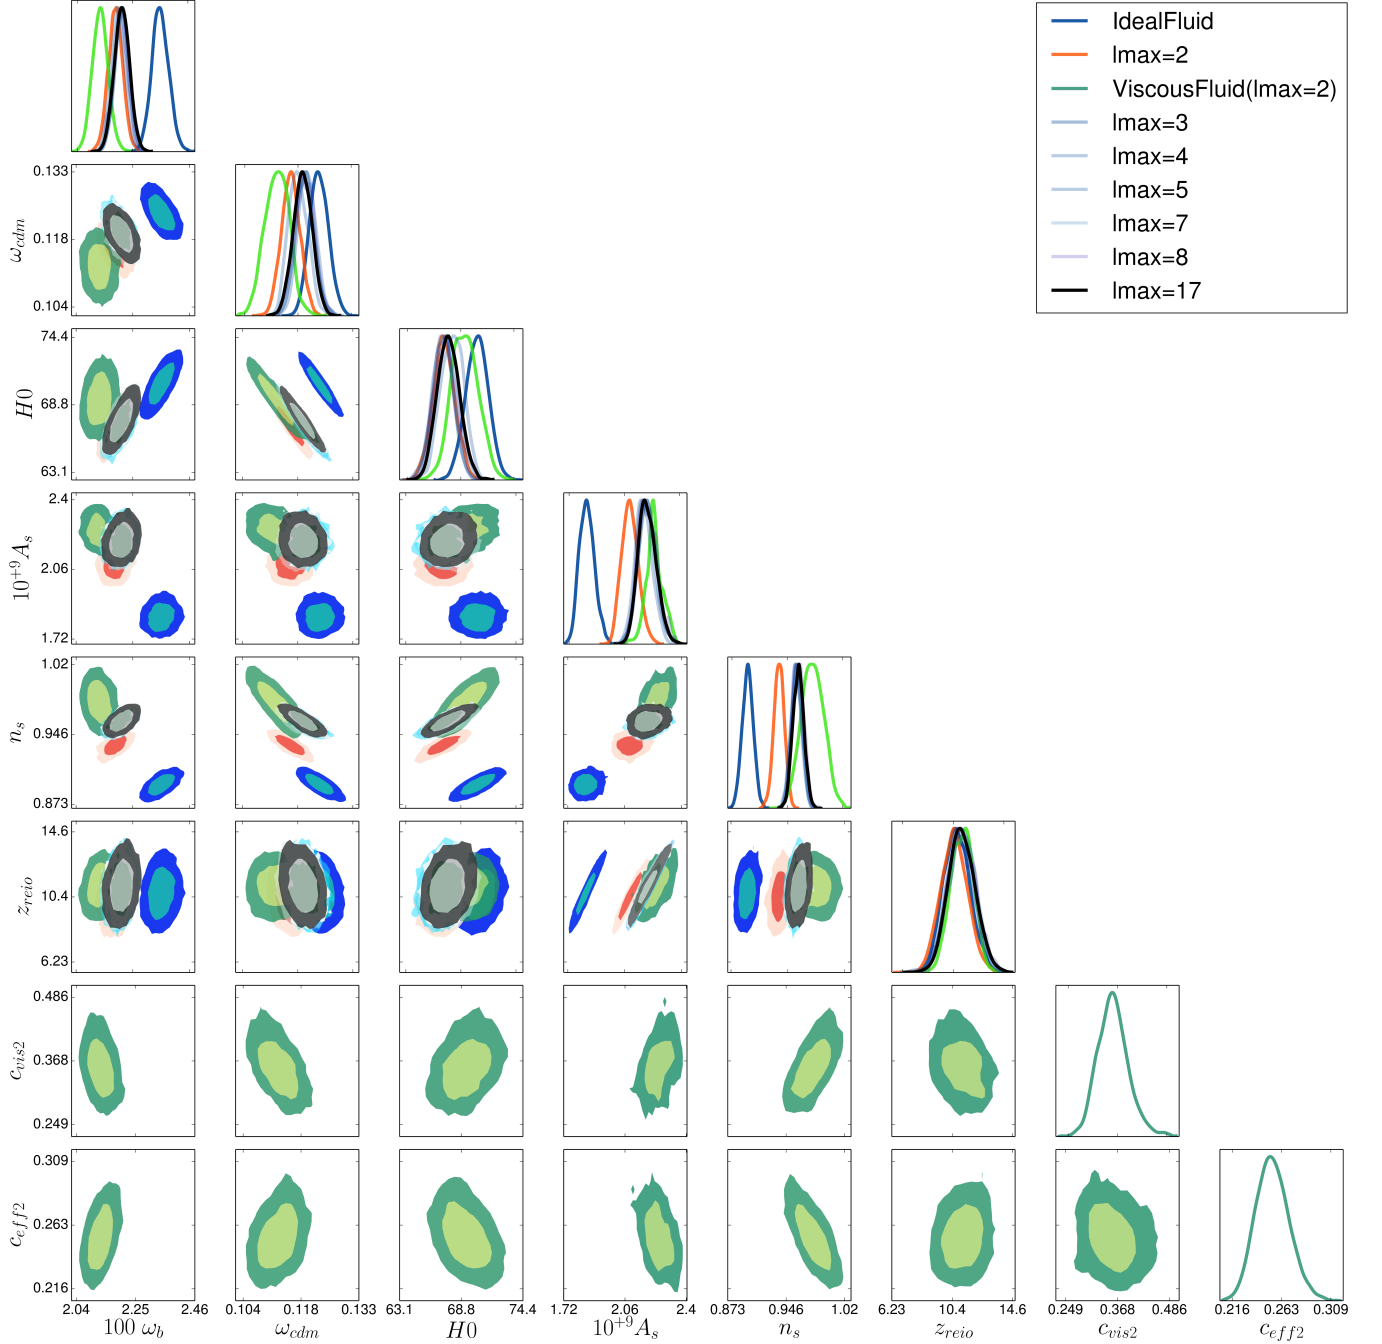 IdealFluid
lmax=2
ViscousFluid(lmax=2)
lmax=3
lmax=4
lmax=5
lmax=7
lmax=8
lmax=17
0.133
0.118
0.104
ω_cdm
74.4
68.8
63.1
H0
2.4
2.06
1.72
10^{+9}A_s
1.02
0.946
0.873
n_s
14.6
10.4
6.23
z_reio
0.486
0.368
0.249
c_vis2
0.309
0.263
0.216
c_eff2
2.04 2.25 2.46 0.104 0.118 0.133 63.1 68.8 74.4 1.72 2.06 2.4 0.873 0.946 1.02 6.23 10.4 14.6 0.249 0.368 0.486 0.216 0.263 0.309
100 ω_b ω_cdm H0 10^{+9}A_s n_s z_reio c_vis2 c_eff2